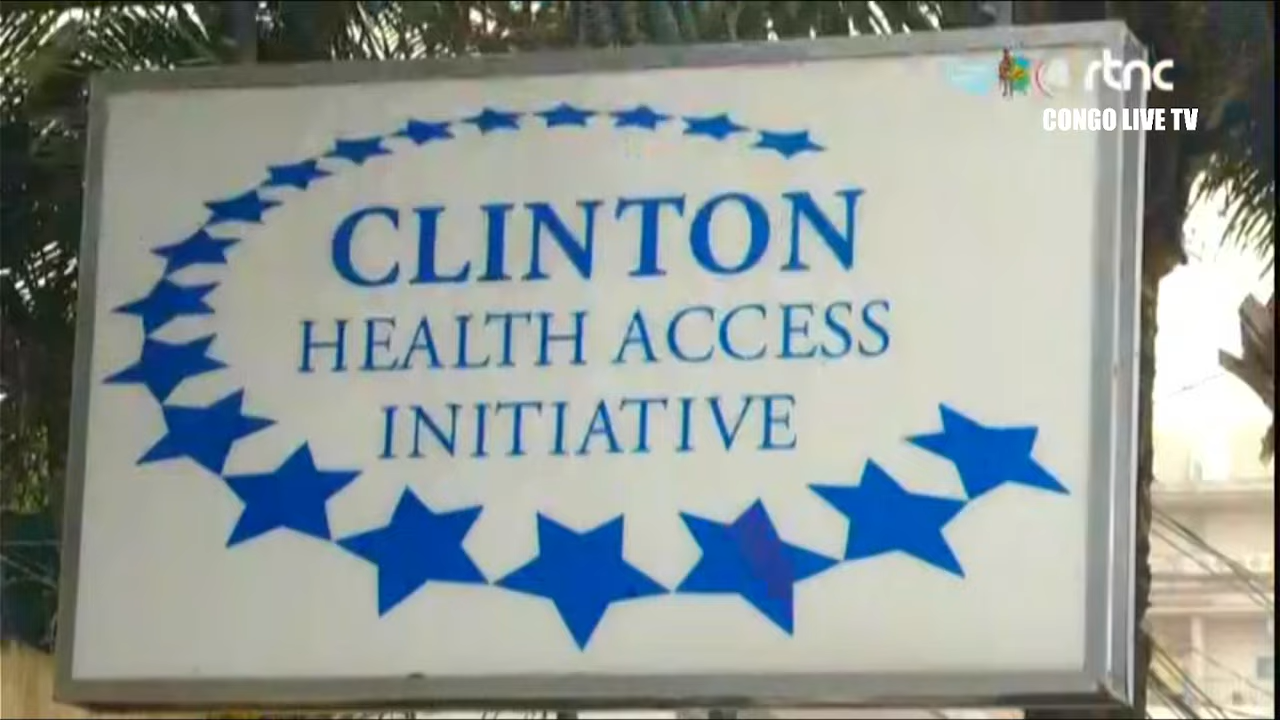 rtnc
CONGO LIVE TV
CLINTON
HEALTH ACCESS
INITIATIVE